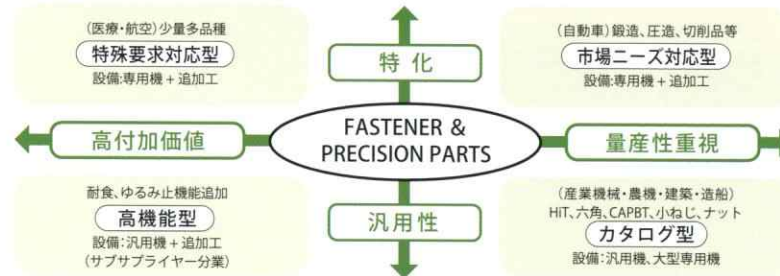 (医療・航空)少量多品種
特殊要求対応型
設備:専用機 + 追加工
特化
(自動車)鍛造、圧造、切削品等
市場ニーズ対応型
設備:専用機 + 追加工
高付加価値
FASTENER &
PRECISION PARTS
量産性重視
耐食、ゆるみ止機能追加
高機能型
設備:汎用機 + 追加工
(サブサプライヤー分業)
汎用性
(産業機械・農機・建築・造船)
HiT、六角、CAPBT、小ねじ、ナット
カタログ型
設備:汎用機、大型専用機